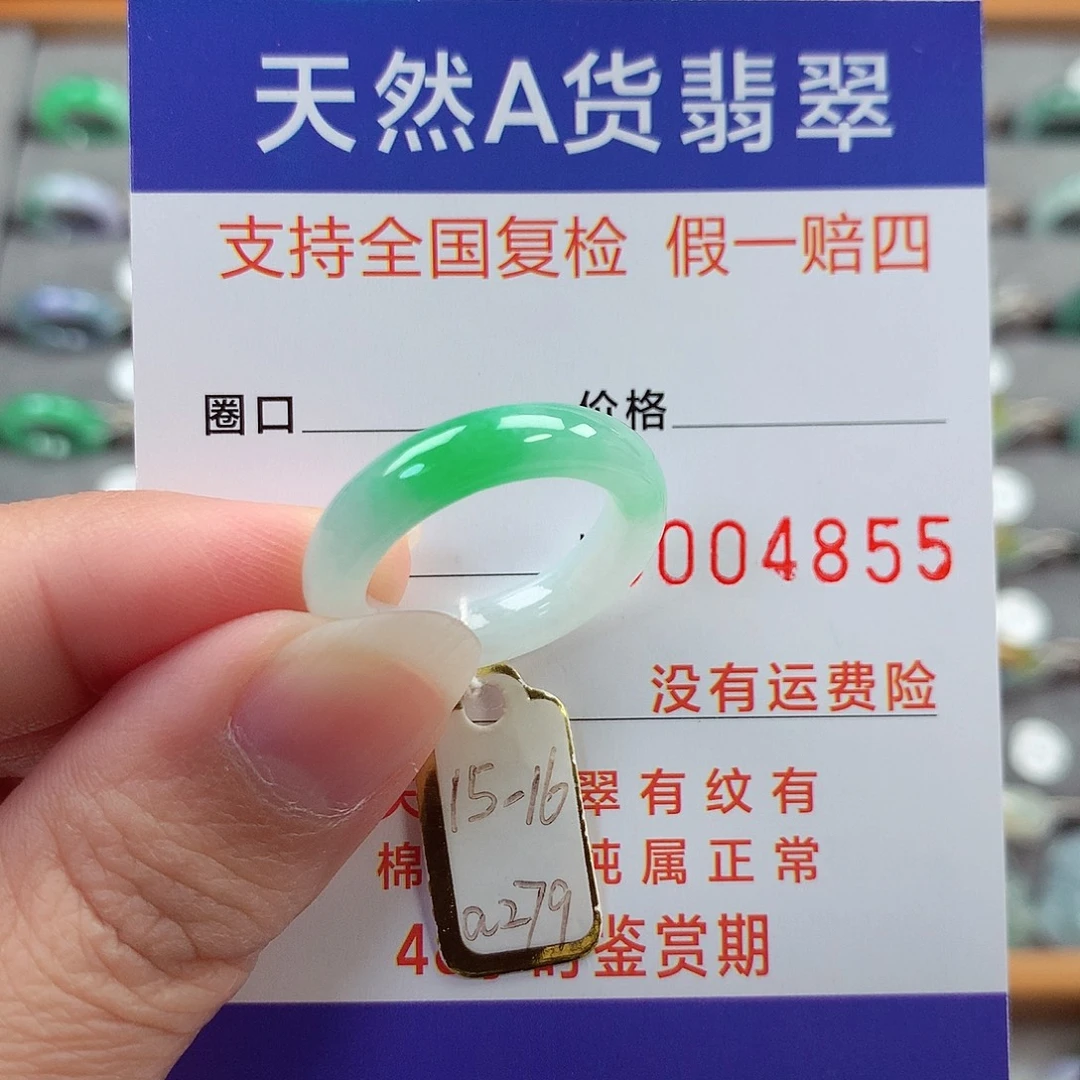 天然A货翡翠
支持全国复检 假一赔四
圈口 价格
004855
没有运费险
15-16
a279
翠有纹有
棉 纯属正常
48 时鉴赏期